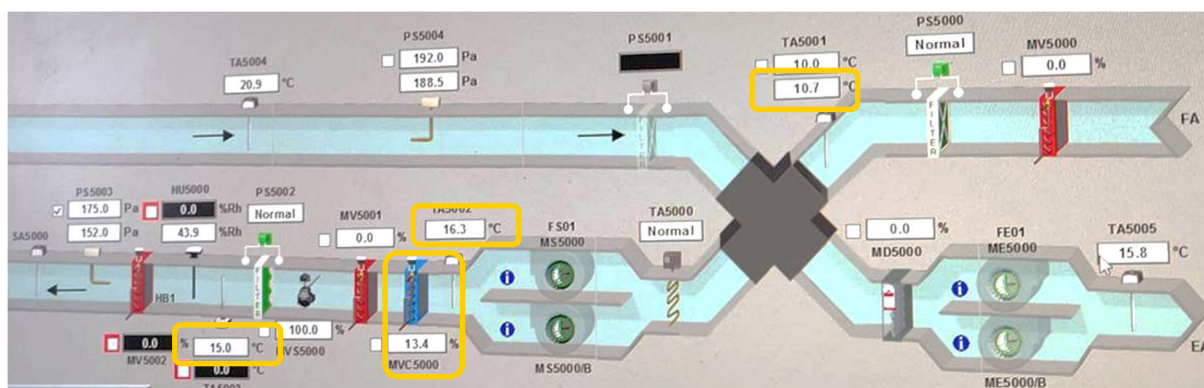 PS5004
192.0 Pa
188.5 Pa
TA5004
20.9 °C
PS5001
TA5001
10.0 °C
10.7 °C
PS5000
Normal
MV5000
0.0 %
FILTER
FILTER
FA
PS5003
175.0 Pa
152.0 Pa
HU5000
0.0 %Rh
43.9 %Rh
PS5002
Normal
MV5001
0.0 %
TA5002
16.3 °C
FS01
MS5000
TA5000
Normal
0.0 %
MD5000
FE01
ME5000
TA5005
15.8 °C
SA5000
HB1
FILTER
0.0 %
MV5002
15.0 °C
0.0 °C
100.0 %
MVS5000
13.4 %
MVC5000
MS5000/B
ME5000/B